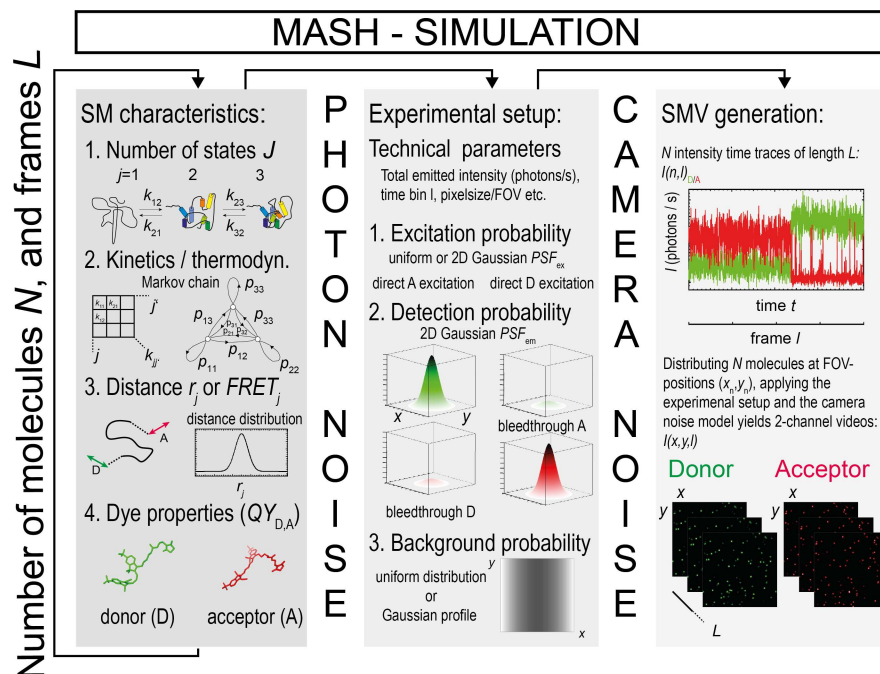 MASH - SIMULATION
Number of molecules N, and frames L
SM characteristics:
1. Number of states J
j=1 2 3
k12 k23
k21 k32
2. Kinetics / thermodyn.
Markov chain
p33
k11 k21 j'
k12
p13 p33
p31 p32
p21
p12
j kjj'
p11 p22
3. Distance rj or FRETj
distance distribution
A
D
rj
4. Dye properties (QYD,A)
donor (D) acceptor (A)
PHOTON NOISE
Experimental setup:
Technical parameters
Total emitted intensity (photons/s),
time bin l, pixelsize/FOV etc.
1. Excitation probability
uniform or 2D Gaussian PSFex
direct A excitation direct D excitation
2. Detection probability
2D Gaussian PSFem
x y
bleedthrough A
bleedthrough D
3. Background probability
y
uniform distribution
or
Gaussian profile
x
CAMERA NOISE
SMV generation:
N intensity time traces of length L:
I(n,l)D/A
I (photons / s)
time t
frame l
Distributing N molecules at FOV-
positions (xn,yn), applying the
experimenal setup and the camera
noise model yields 2-channel videos:
I(x,y,l)
Donor Acceptor
x x
y y
L